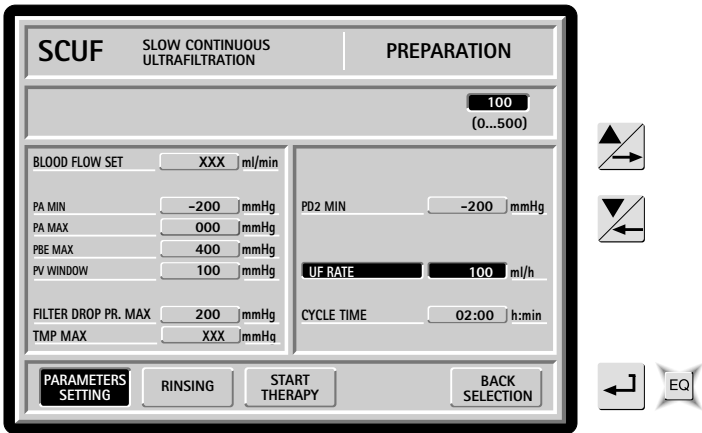 SCUF SLOW CONTINUOUS ULTRAFILTRATION PREPARATION
100
(0...500)
BLOOD FLOW SET XXX ml/min
PA MIN -200 mmHg PD2 MIN -200 mmHg
PA MAX 000 mmHg
PBE MAX 400 mmHg
PV WINDOW 100 mmHg UF RATE 100 ml/h
FILTER DROP PR. MAX 200 mmHg CYCLE TIME 02:00 h:min
TMP MAX XXX mmHg
PARAMETERS SETTING RINSING START THERAPY BACK SELECTION EQ